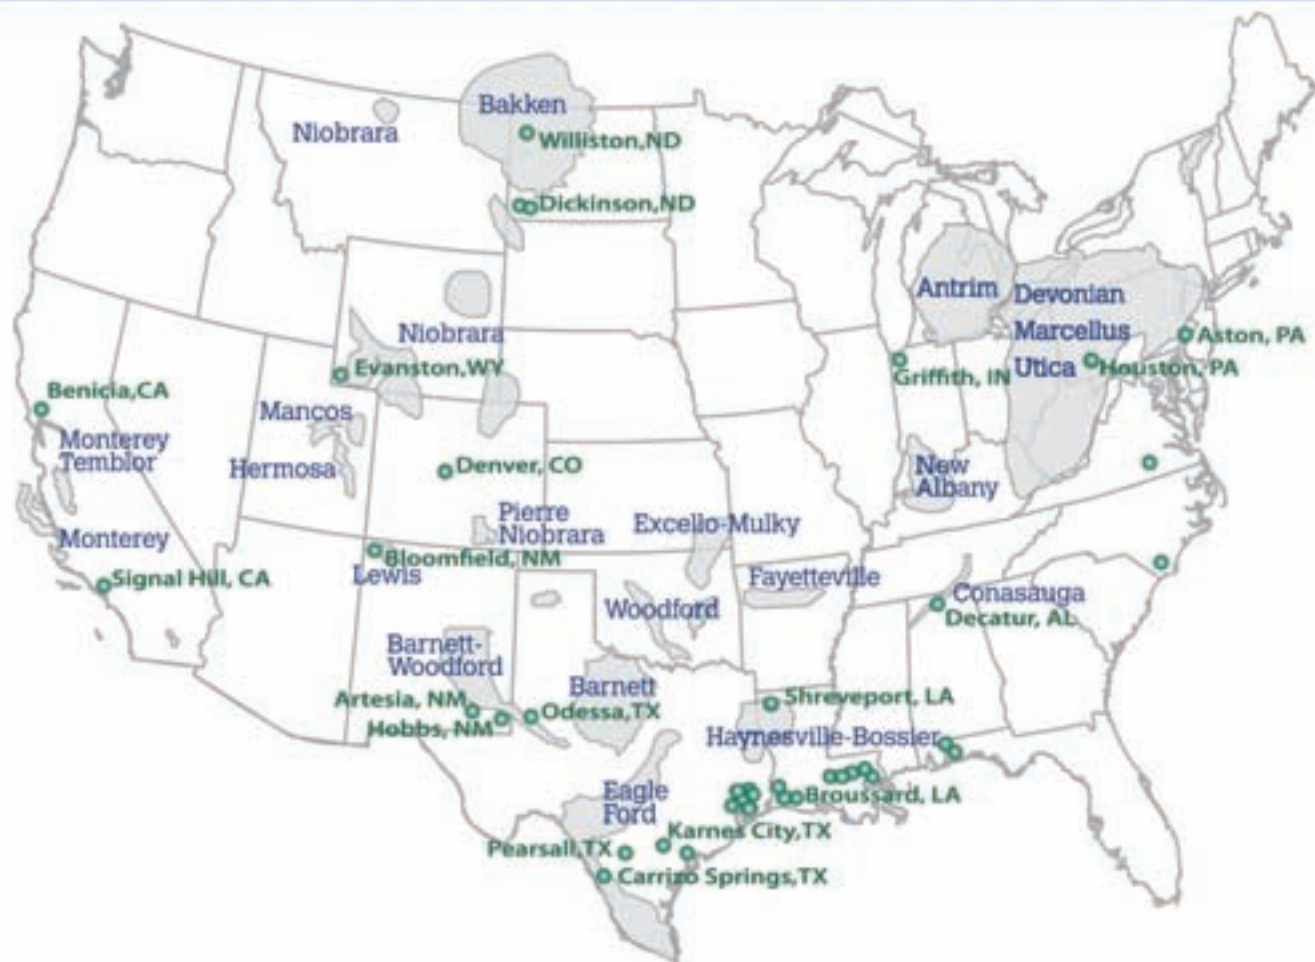 Bakken
Niobrara
Williston,ND
Dickinson,ND
Antrim
Devonian
Marcellus
Utica
Aston, PA
Houston, PA
Griffith, IN
Niobrara
Evanston,WY
Benicia,CA
Mancos
Monterey
Temblor
Hermosa
Denver, CO
New
Albany
Pierre
Niobrara
Excello-Mulky
Monterey
Bloomfield, NM
Lewis
Signal Hill, CA
Fayetteville
Woodford
Conasauga
Decatur, AL
Barnett-
Woodford
Barnett
Artesia, NM
Hobbs, NM
Odessa,TX
Shreveport, LA
Haynesville-Bossier
Eagle
Ford
Broussard, LA
Karnes City,TX
Pearsall,TX
Carrizo Springs,TX